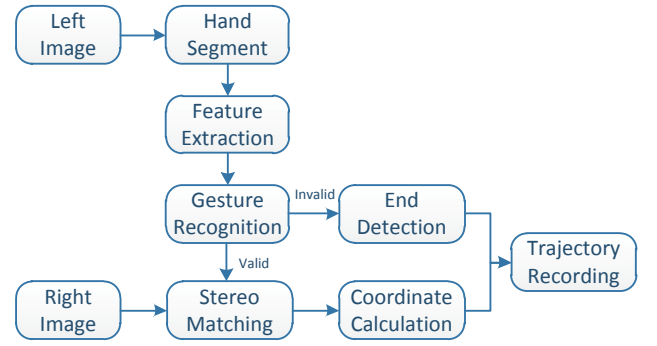 Left
Image
Hand
Segment
Feature
Extraction
Gesture
Recognition
Invalid
End
Detection
Trajectory
Recording
Valid
Right
Image
Stereo
Matching
Coordinate
Calculation